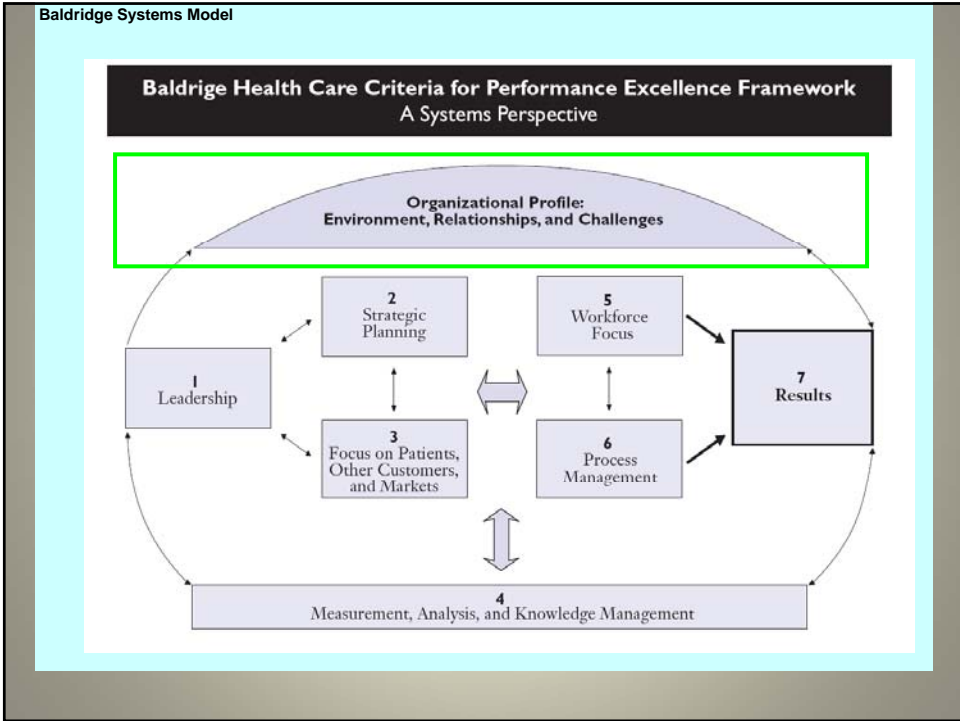 Baldridge Systems Model
Baldrige Health Care Criteria for Performance Excellence Framework
A Systems Perspective
Organizational Profile:
Environment, Relationships, and Challenges
2
Strategic
Planning
5
Workforce
Focus
1
Leadership
7
Results
3
Focus on Patients,
Other Customers,
and Markets
6
Process
Management
4
Measurement, Analysis, and Knowledge Management